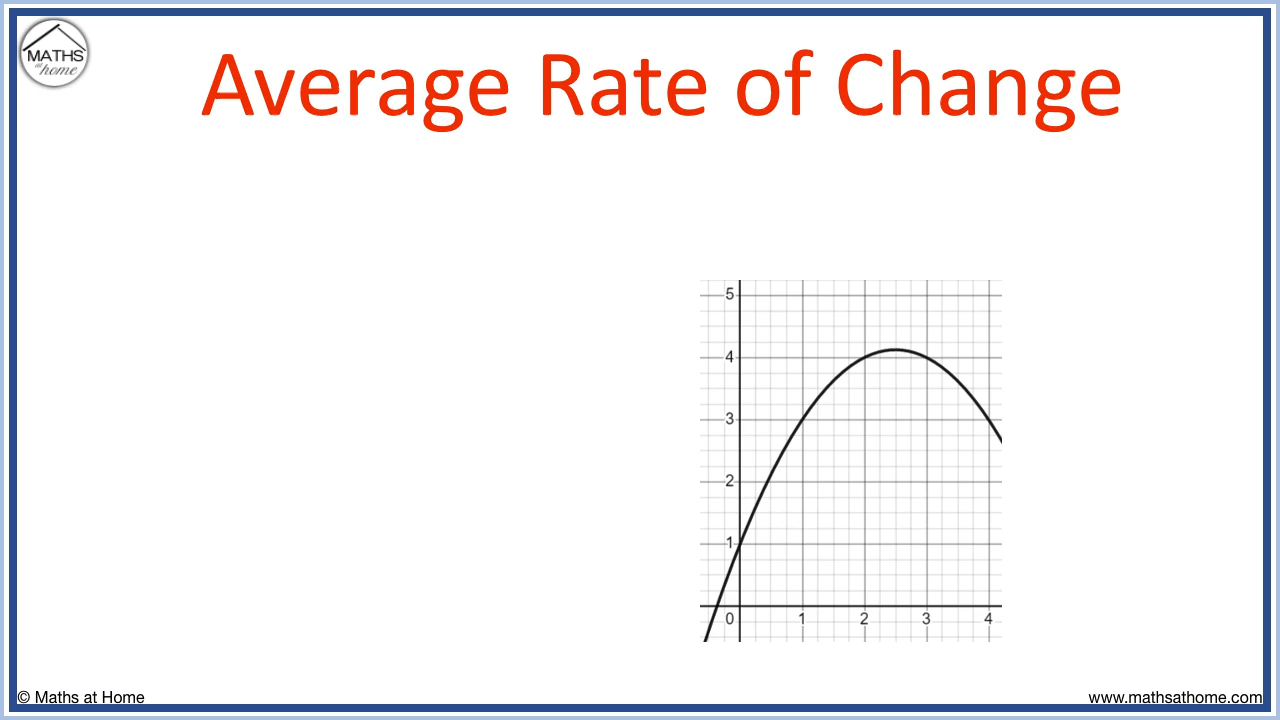 MATHS
at home
Average Rate of Change
5
4
3
2
1
0 1 2 3 4
© Maths at Home
www.mathsathome.com